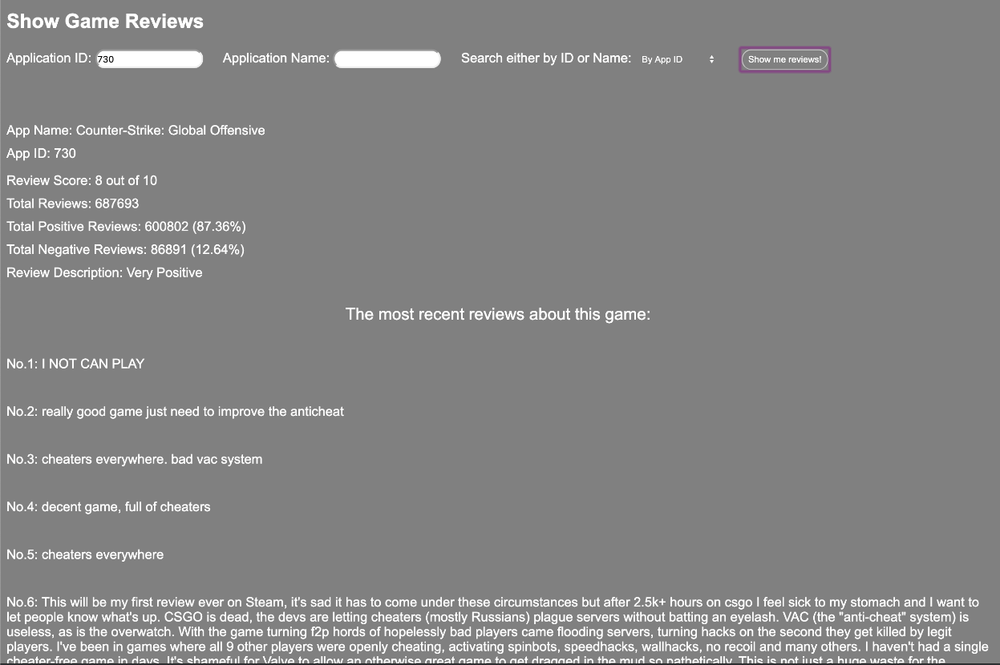 Show Game Reviews
Application ID: 730 Application Name: Search either by ID or Name: By App ID Show me reviews!
App Name: Counter-Strike: Global Offensive
App ID: 730
Review Score: 8 out of 10
Total Reviews: 687693
Total Positive Reviews: 600802 (87.36%)
Total Negative Reviews: 86891 (12.64%)
Review Description: Very Positive
The most recent reviews about this game:
No.1: I NOT CAN PLAY
No.2: really good game just need to improve the anticheat
No.3: cheaters everywhere. bad vac system
No.4: decent game, full of cheaters
No.5: cheaters everywhere
No.6: This will be my first review ever on Steam, it's sad it has to come under these circumstances but after 2.5k+ hours on csgo I feel sick to my stomach and I want to
let people know what's up. CSGO is dead, the devs are letting cheaters (mostly Russians) plague servers without batting an eyelash. VAC (the "anti-cheat" system) is
useless, as is the overwatch. With the game turning f2p hords of hopelessly bad players came flooding servers, turning hacks on the second they get killed by legit
players. I've been in games where all 9 other players were openly cheating, activating spinbots, speedhacks, wallhacks, no recoil and many others. I haven't had a single
cheater-free game in days. It's shameful for Valve to allow an otherwise great game to get dragged in the mud so pathetically. This is not just a huge waste for the